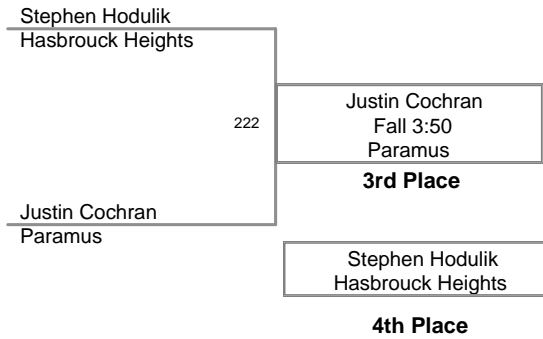 Stephen Hodulik
Hasbrouck Heights
222
Justin Cochran
Fall 3:50
Paramus
3rd Place
Justin Cochran
Paramus
Stephen Hodulik
Hasbrouck Heights
4th Place